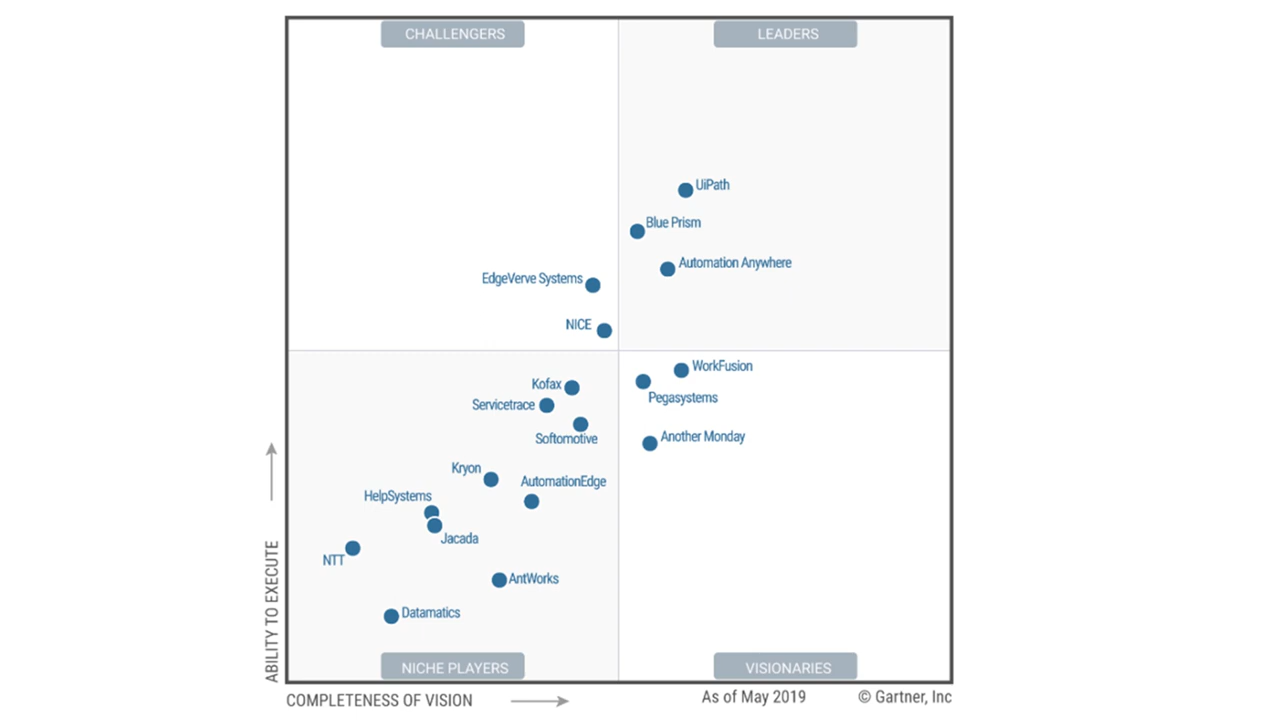 CHALLENGERS
LEADERS
UiPath
Blue Prism
Automation Anywhere
EdgeVerve Systems
NICE
WorkFusion
Kofax
Pegasystems
Servicetrace
Softomotive
Another Monday
Kryon
AutomationEdge
HelpSystems
Jacada
NTT
AntWorks
Datamatics
ABILITY TO EXECUTE
NICHE PLAYERS
VISIONARIES
COMPLETENESS OF VISION
As of May 2019
© Gartner, Inc